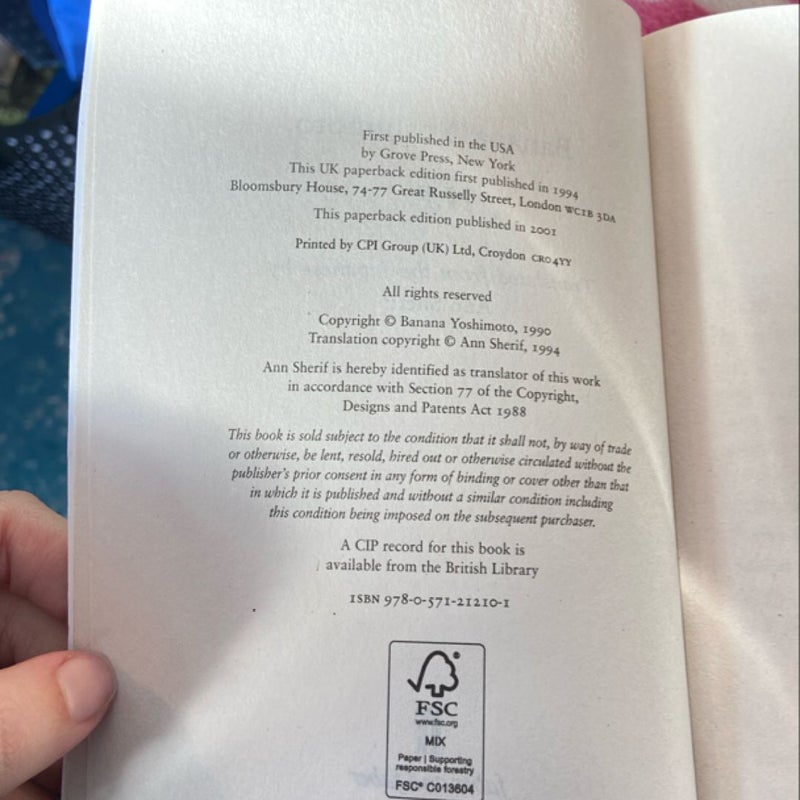 First published in the USA
by Grove Press, New York
This UK paperback edition first published in 1994
Bloomsbury House, 74-77 Great Russelly Street, London WC1B 3DA
This paperback edition published in 2001
Printed by CPI Group (UK) Ltd, Croydon CRO4YY
All rights reserved
Copyright © Banana Yoshimoto, 1990
Translation copyright © Ann Sherif, 1994
Ann Sherif is hereby identified as translator of this work
in accordance with Section 77 of the Copyright,
Designs and Patents Act 1988
This book is sold subject to the condition that it shall not, by way of trade
or otherwise, be lent, resold, hired out or otherwise circulated without the
publisher's prior consent in any form of binding or cover other than that
in which it is published and without a similar condition including
this condition being imposed on the subsequent purchaser.
A CIP record for this book is
available from the British Library
ISBN 978-0-571-21210-1
FSC
www.fsc.org
MIX
Paper | Supporting
responsible forestry
FSC® C013604